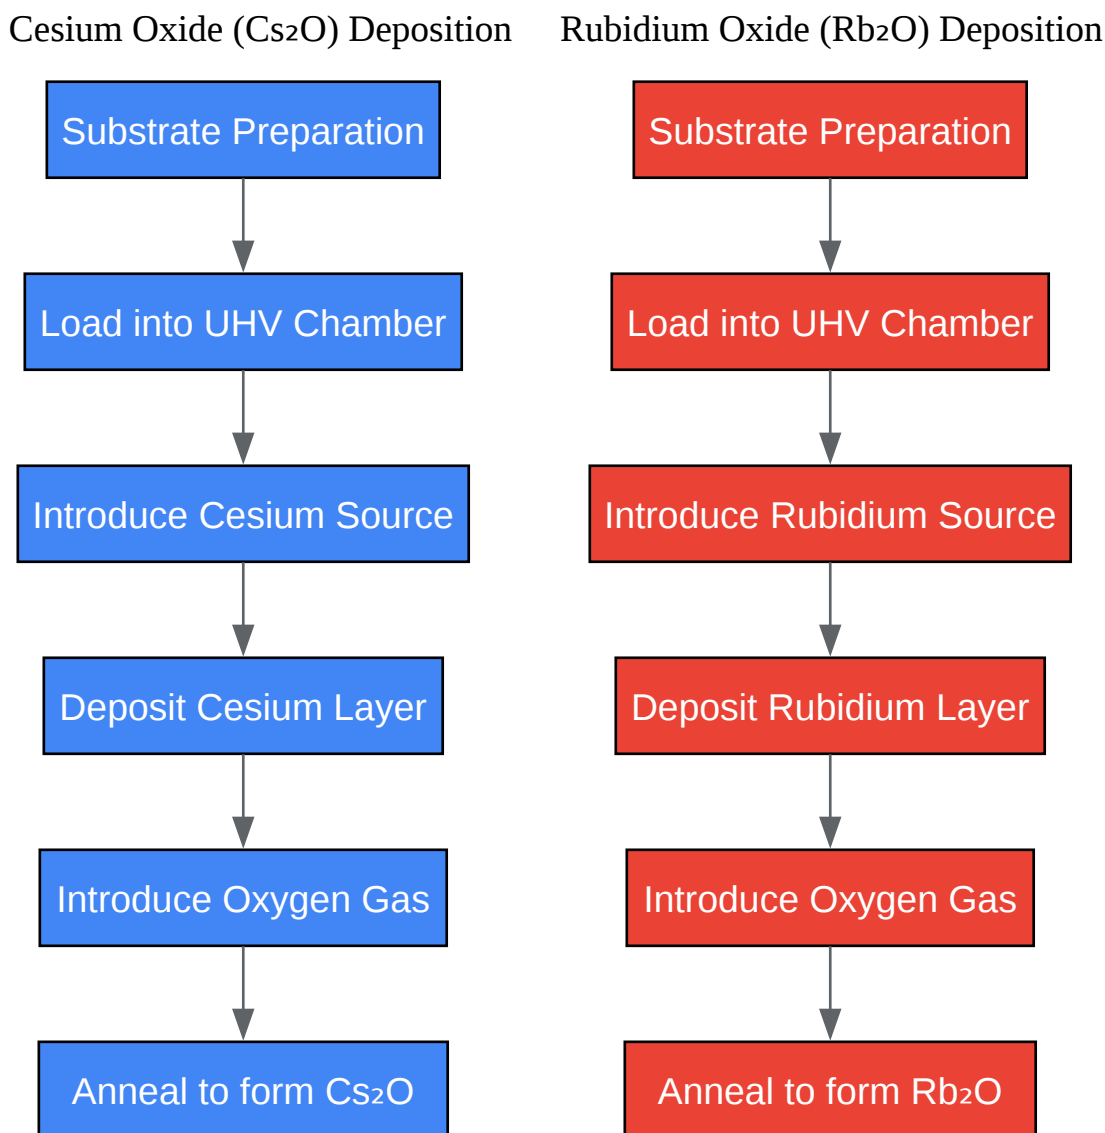 Cesium Oxide (Cs₂O) Deposition
Substrate Preparation
Load into UHV Chamber
Introduce Cesium Source
Deposit Cesium Layer
Introduce Oxygen Gas
Anneal to form Cs₂O
Rubidium Oxide (Rb₂O) Deposition
Substrate Preparation
Load into UHV Chamber
Introduce Rubidium Source
Deposit Rubidium Layer
Introduce Oxygen Gas
Anneal to form Rb₂O